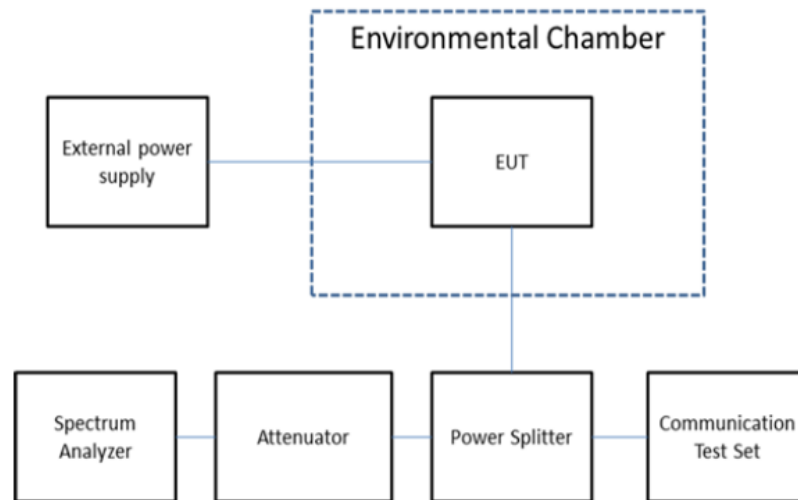 Environmental Chamber
External power
supply
EUT
Spectrum
Analyzer
Attenuator
Power Splitter
Communication
Test Set